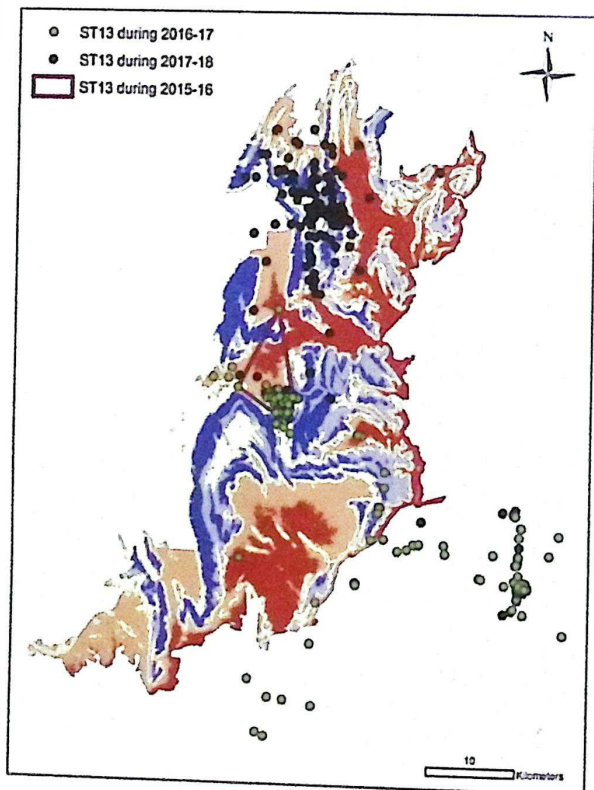 ST13 during 2016-17
ST13 during 2017-18
ST13 during 2015-16
N
10
Kilometers